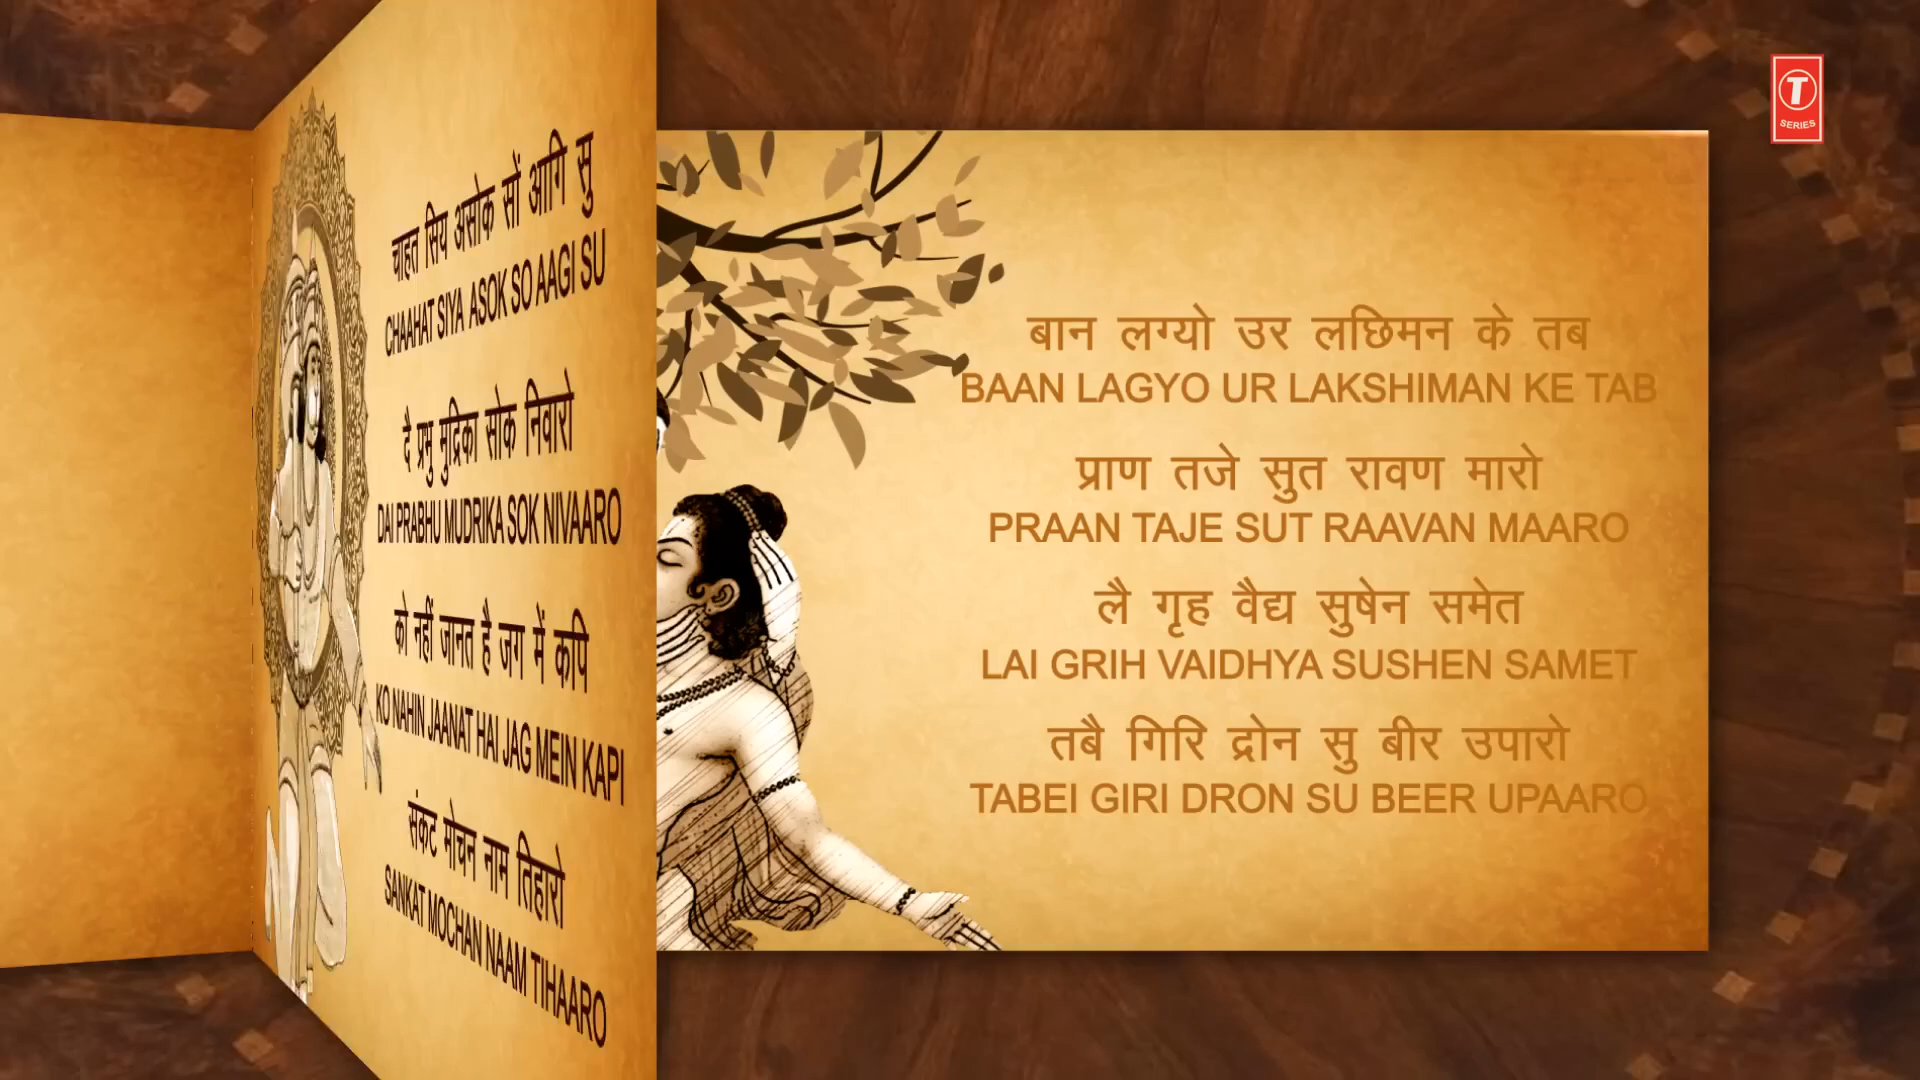 चाहत सिय असोक सों आगि सु
CHAAHAT SIYA ASOK SO AAGI SU
दै प्रभु मुद्रिका सोक निवारो
DAI PRABHU MUDRIKA SOK NIVAARO
को नहीं जानत है जग में कपि
KO NAHIN JAANAT HAI JAG MEIN KAPI
संकट मोचन नाम तिहारो
SANKAT MOCHAN NAAM TIHAARO
बान लग्यो उर लछिमन के तब
BAAN LAGYO UR LAKSHIMAN KE TAB
प्राण तजे सुत रावण मारो
PRAAN TAJE SUT RAAVAN MAARO
लै गृह वैद्य सुषेन समेत
LAI GRIH VAIDHYA SUSHEN SAMET
तबै गिरि द्रोन सु बीर उपारो
TABEI GIRI DRON SU BEER UPAARO
T
SERIES